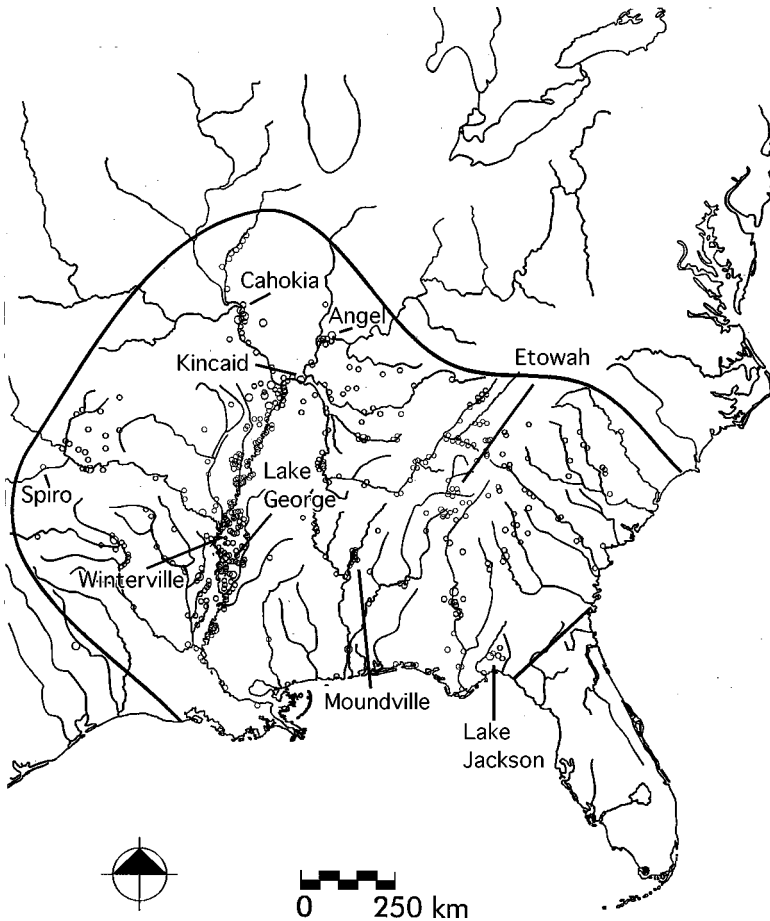 Cahokia
Angel
Kincaid
Etowah
Lake
George
Spiro
Winterville
Moundville
Lake
Jackson
0 250 km